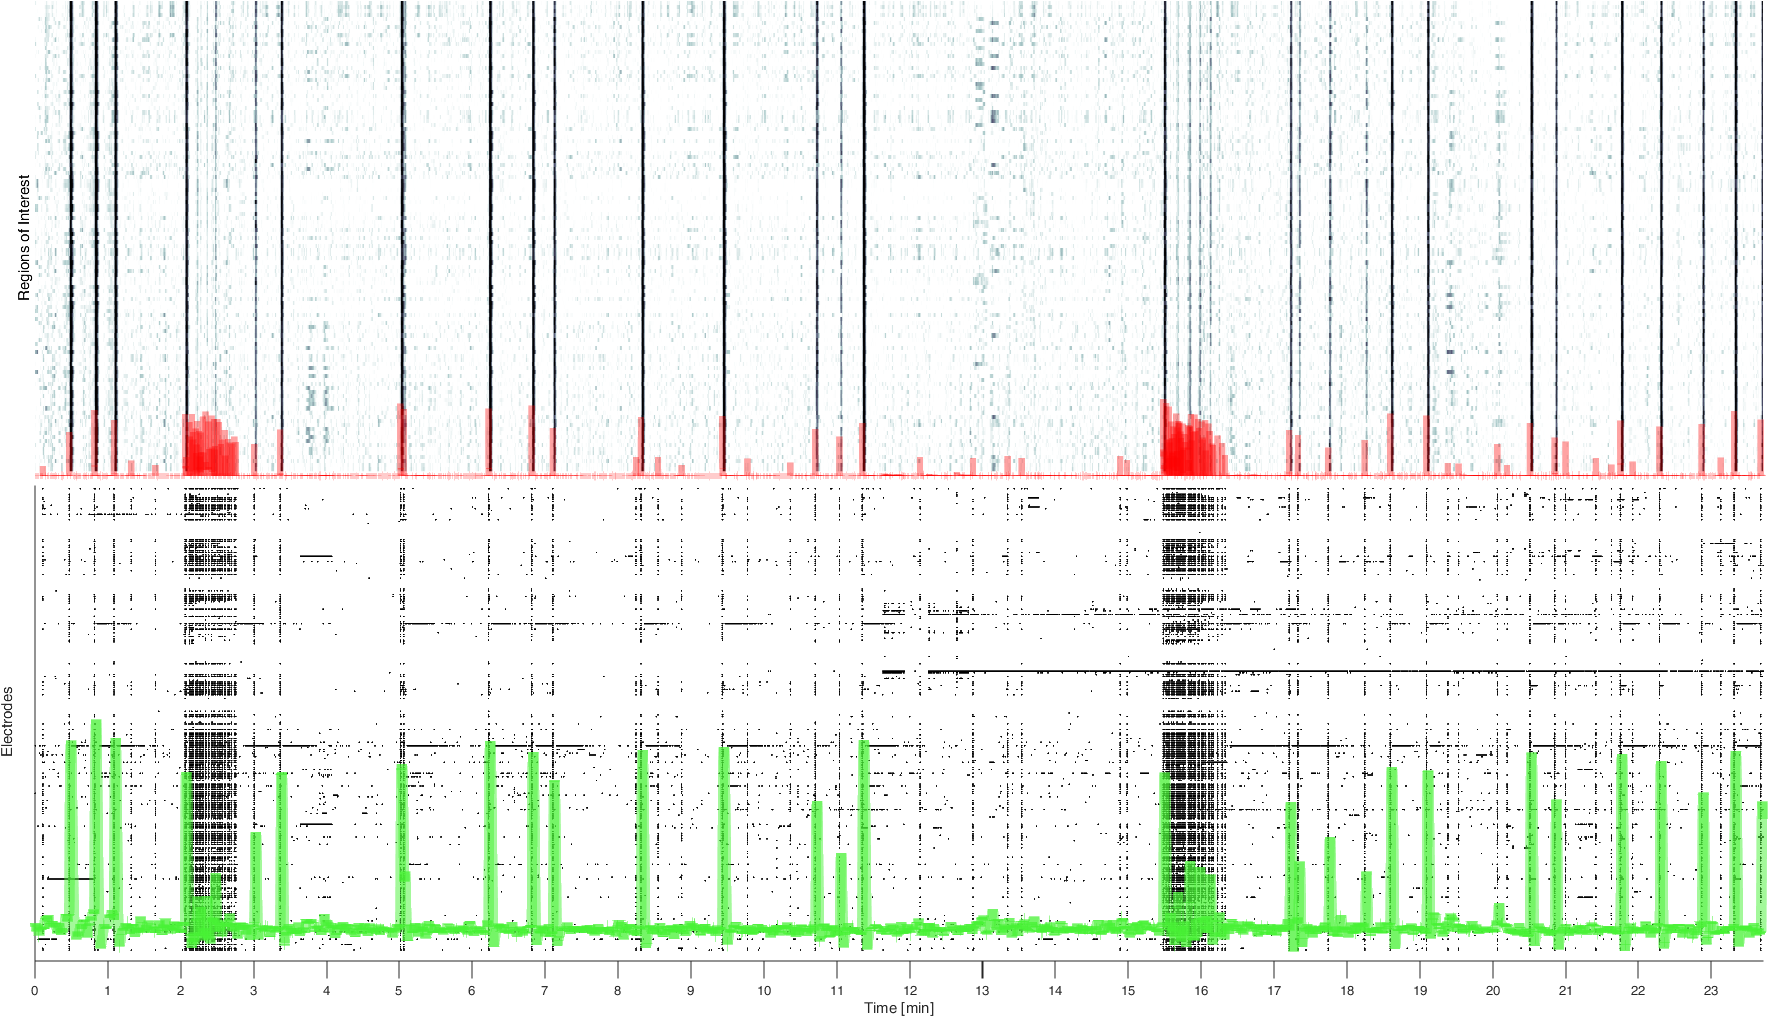 Regions of Interest
Electrodes
0 1 2 3 4 5 6 7 8 9 10 11 12 13 14 15 16 17 18 19 20 21 22 23
Time [min]